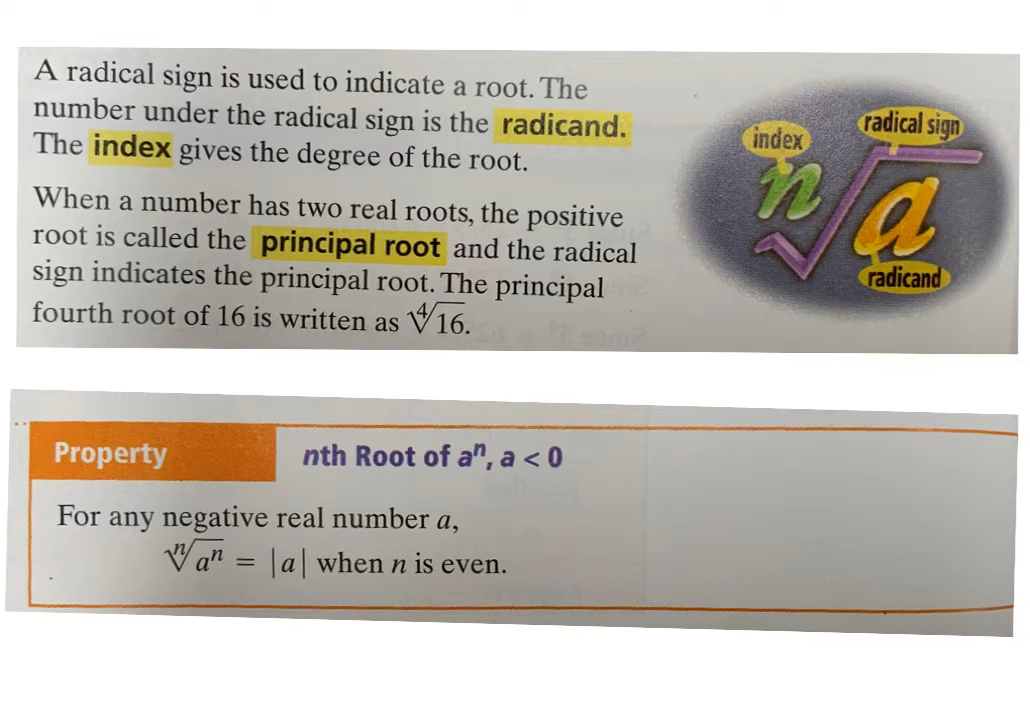 A radical sign is used to indicate a root. The
number under the radical sign is the radicand.
The index gives the degree of the root.
When a number has two real roots, the positive
root is called the principal root and the radical
sign indicates the principal root. The principal
fourth root of 16 is written as ∜16.
index
radical sign
n√a
radicand
Property
nth Root of aⁿ, a < 0
For any negative real number a,
ⁿ√aⁿ = |a| when n is even.